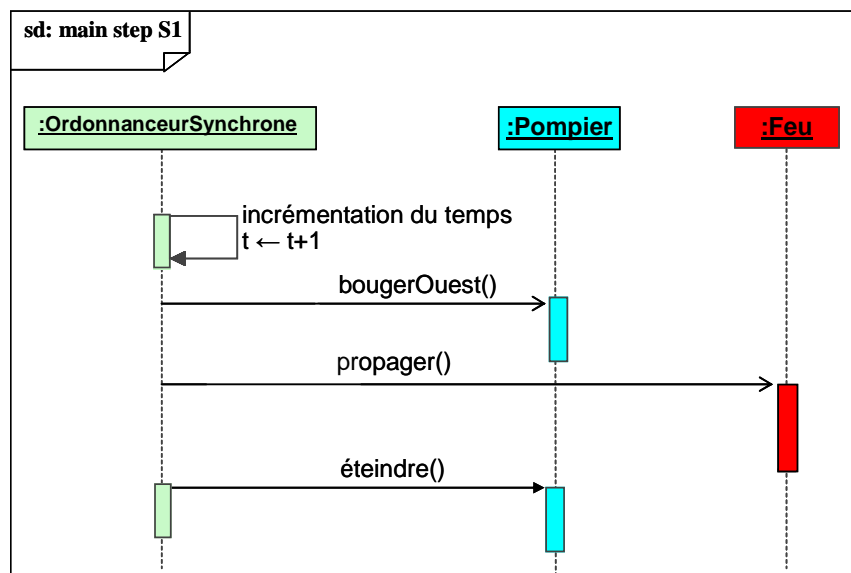 sd: main step S1
:OrdonnanceurSynchrone
:Pompier
:Feu
incrémentation du temps
t ← t+1
bougerOuest()
propager()
éteindre()